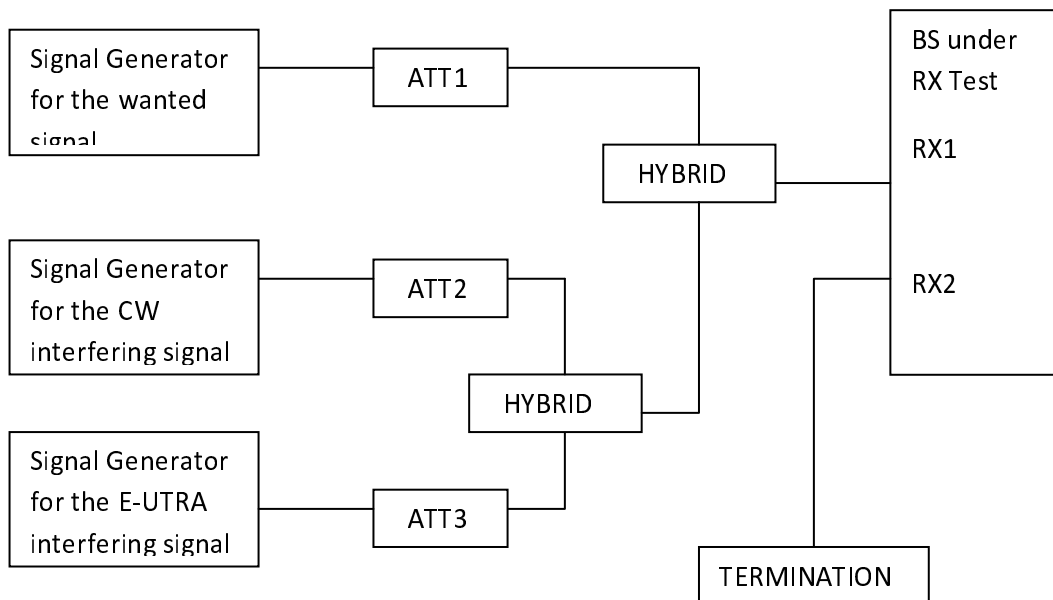 Signal Generator
for the wanted
signal
ATT1
HYBRID
BS under
RX Test
RX1
RX2
Signal Generator
for the CW
interfering signal
ATT2
HYBRID
Signal Generator
for the E-UTRA
interfering signal
ATT3
TERMINATION